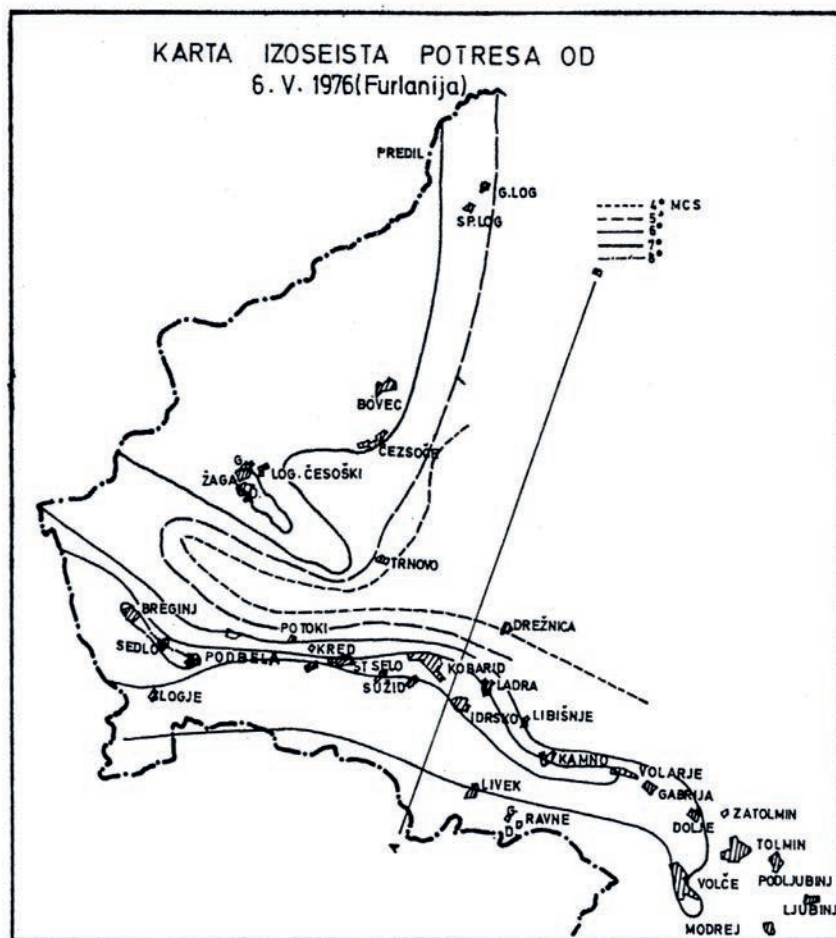 KARTA IZOSEISTA POTRESA OD
6. V. 1976 (Furlanija)
PREDIL
G.LOG
SP.LOG
4° MCS
5°
6°
7°
8°
BOVEC
ČEZSOČE
G.
LOG. ČESOŠKI
ŽAGA
D.
TRNOVO
BREGINJ
DREŽNICA
POTOKI
SEDLO
KRED
PODBELA
ST SELO
KOBARID
SUŽID
LADRA
LOGJE
IDRSKO
LIBIŠNJE
KAMNO
VOLARJE
LIVEK
GABRIJA
G
RAVNE
D
ZATOLMIN
DOLJE
TOLMIN
PODLJUBINJ
VOLČE
LJUBINJ
MODREJ